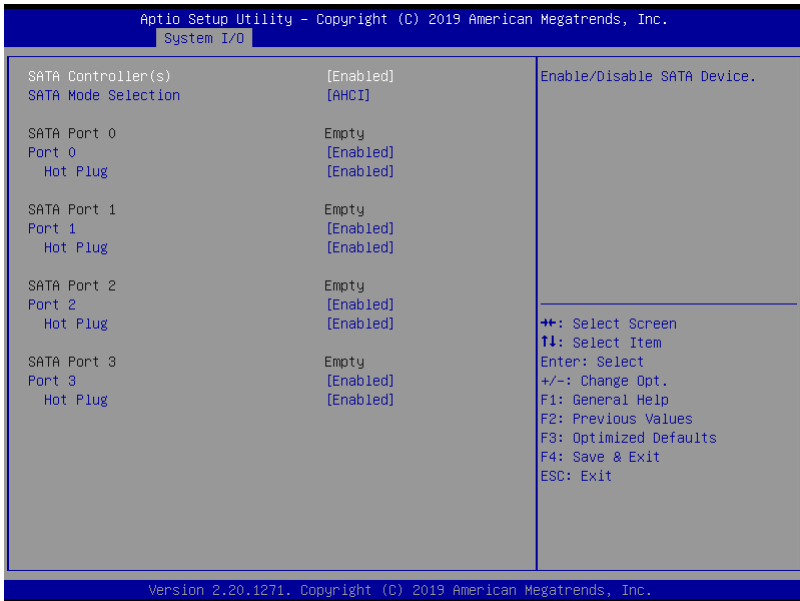 Aptio Setup Utility – Copyright (C) 2019 American Megatrends, Inc.
System I/O
SATA Controller(s) [Enabled]
SATA Mode Selection [AHCI]
SATA Port 0 Empty
Port 0 [Enabled]
Hot Plug [Enabled]
SATA Port 1 Empty
Port 1 [Enabled]
Hot Plug [Enabled]
SATA Port 2 Empty
Port 2 [Enabled]
Hot Plug [Enabled]
SATA Port 3 Empty
Port 3 [Enabled]
Hot Plug [Enabled]
Enable/Disable SATA Device.
→←: Select Screen
↑↓: Select Item
Enter: Select
+/-: Change Opt.
F1: General Help
F2: Previous Values
F3: Optimized Defaults
F4: Save & Exit
ESC: Exit
Version 2.20.1271. Copyright (C) 2019 American Megatrends, Inc.